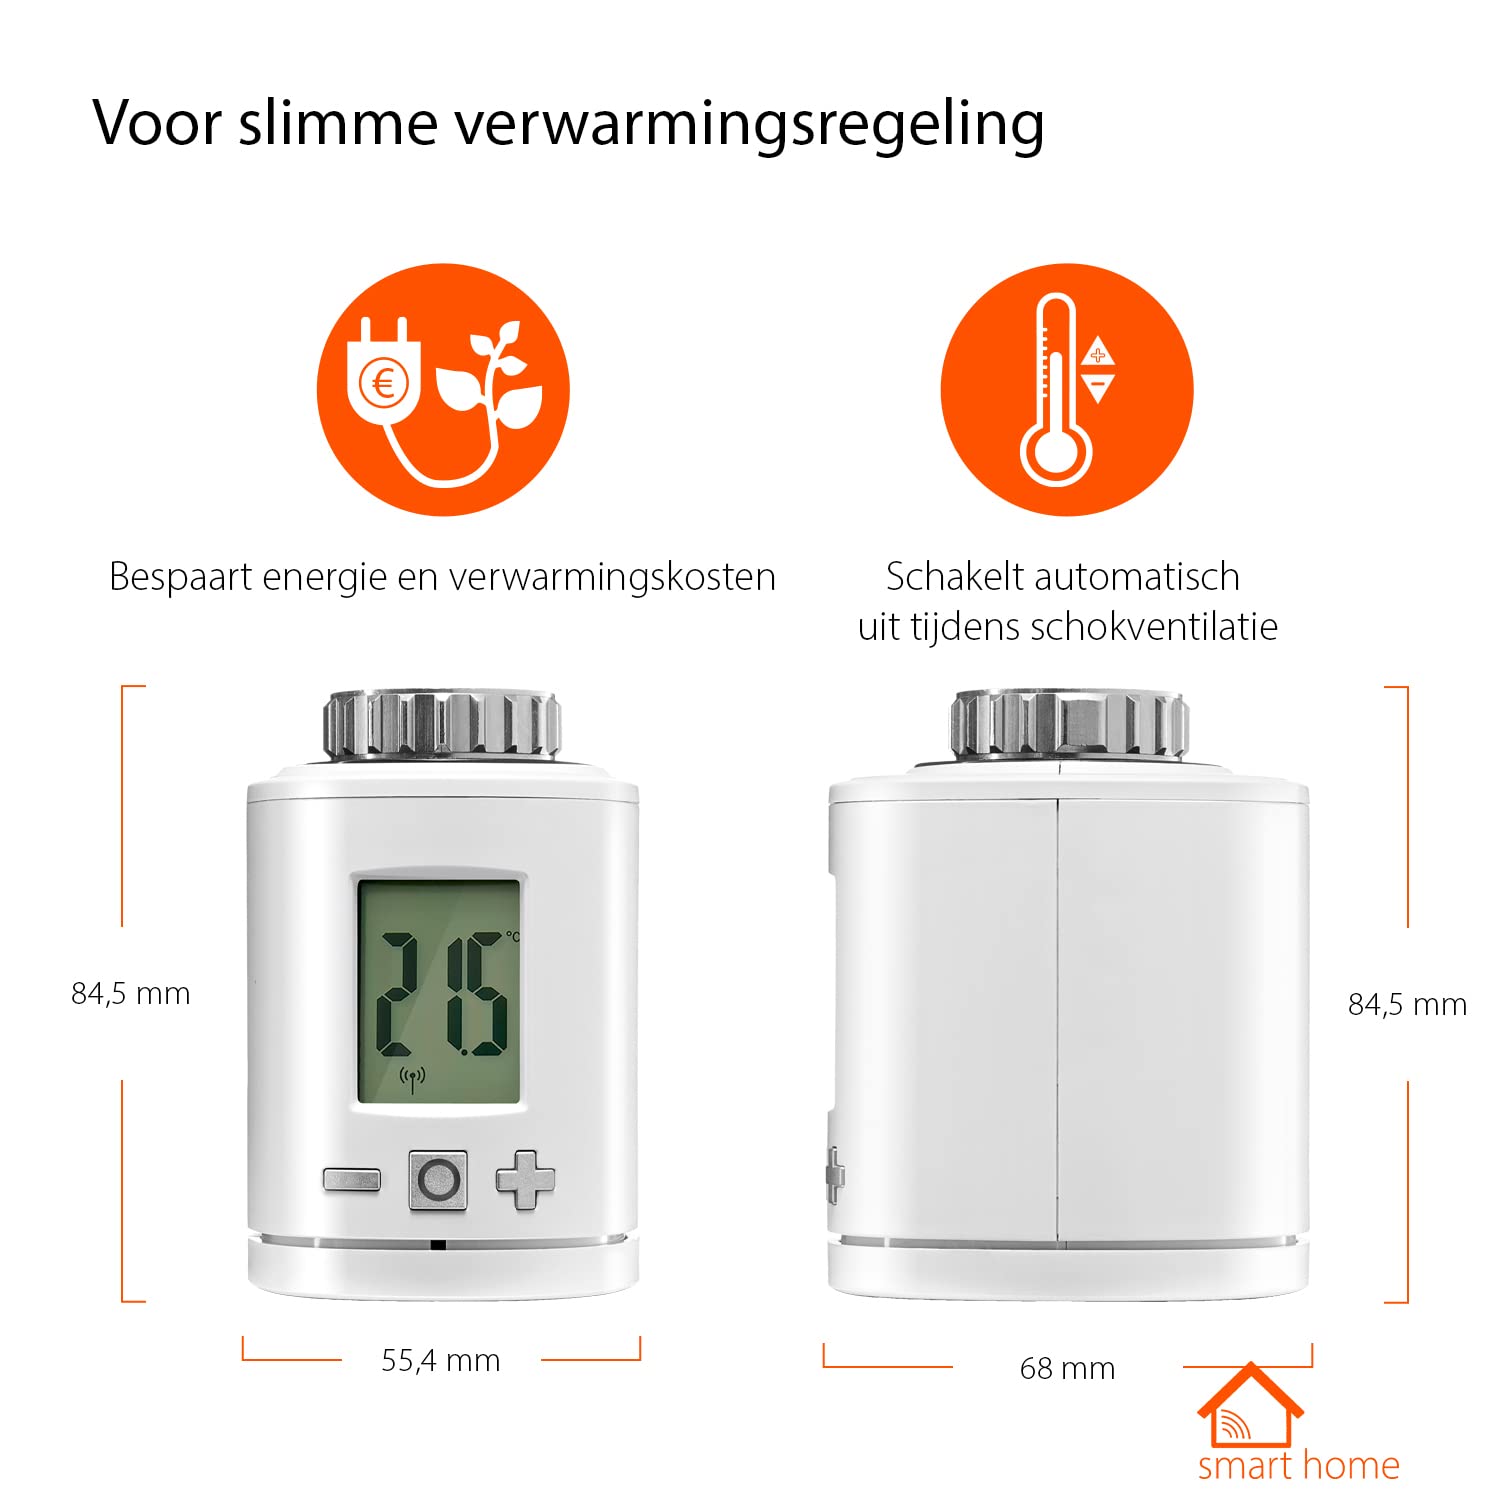 Voor slimme verwarmingsregeling
€
Bespaart energie en verwarmingskosten
Schakelt automatisch
uit tijdens schokventilatie
84,5 mm
21.5 °C
84,5 mm
55,4 mm
68 mm
smart home